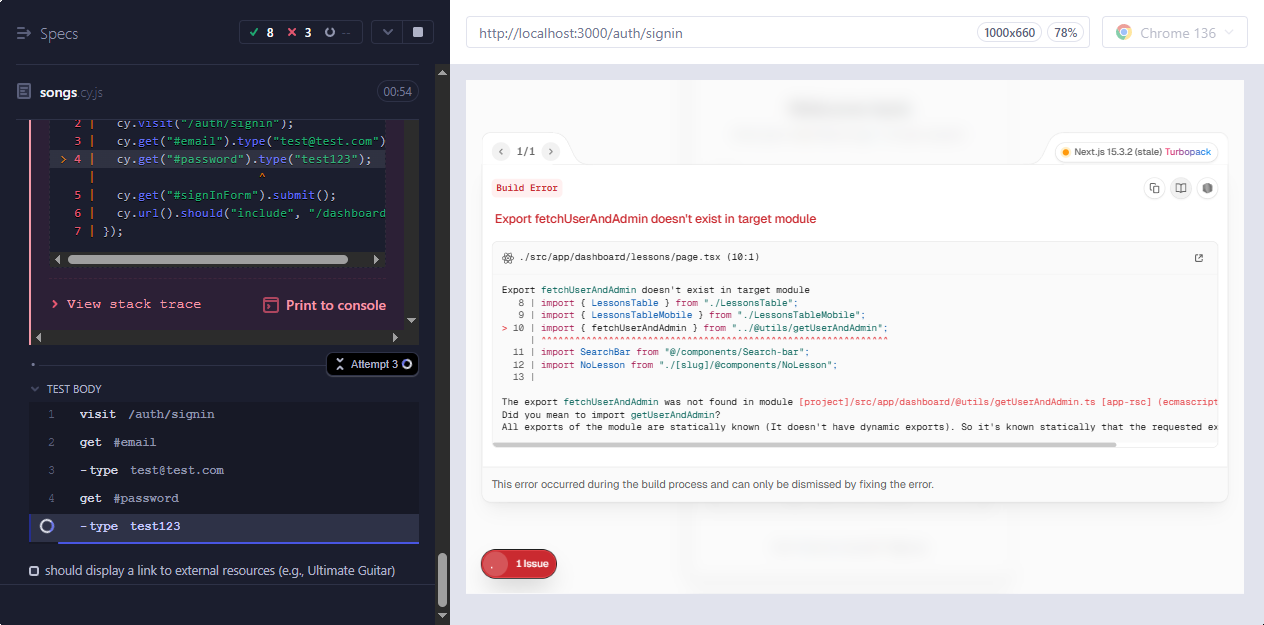 Specs
8 3 --
songs.cy.js
00:54
2 | cy.visit("/auth/signin");
3 | cy.get("#email").type("test@test.com")
> 4 | cy.get("#password").type("test123");
| ^
5 | cy.get("#signInForm").submit();
6 | cy.url().should("include", "/dashboard
7 | });
View stack trace
Print to console
Attempt 3
TEST BODY
1 visit /auth/signin
2 get #email
3 -type test@test.com
4 get #password
-type test123
should display a link to external resources (e.g., Ultimate Guitar)
http://localhost:3000/auth/signin
1000x660
78%
Chrome 136
1/1
Next.js 15.3.2 (stale) Turbopack
Build Error
Export fetchUserAndAdmin doesn't exist in target module
./src/app/dashboard/lessons/page.tsx (10:1)
Export fetchUserAndAdmin doesn't exist in target module
8 | import { LessonsTable } from "./LessonsTable";
9 | import { LessonsTableMobile } from "./LessonsTableMobile";
> 10 | import { fetchUserAndAdmin } from "../@utils/getUserAndAdmin";
| ^^^^^^^^^^^^^^^^^^^^^^^^^^^^^^^^^^^^^^^^^^^^^^^^^^^^^^^^^^^^^^
11 | import SearchBar from "@/components/Search-bar";
12 | import NoLesson from "./[slug]/@components/NoLesson";
13 |
The export fetchUserAndAdmin was not found in module [project]/src/app/dashboard/@utils/getUserAndAdmin.ts [app-rsc] (ecmascript
Did you mean to import getUserAndAdmin?
All exports of the module are statically known (It doesn't have dynamic exports). So it's known statically that the requested ex
This error occurred during the build process and can only be dismissed by fixing the error.
1 Issue